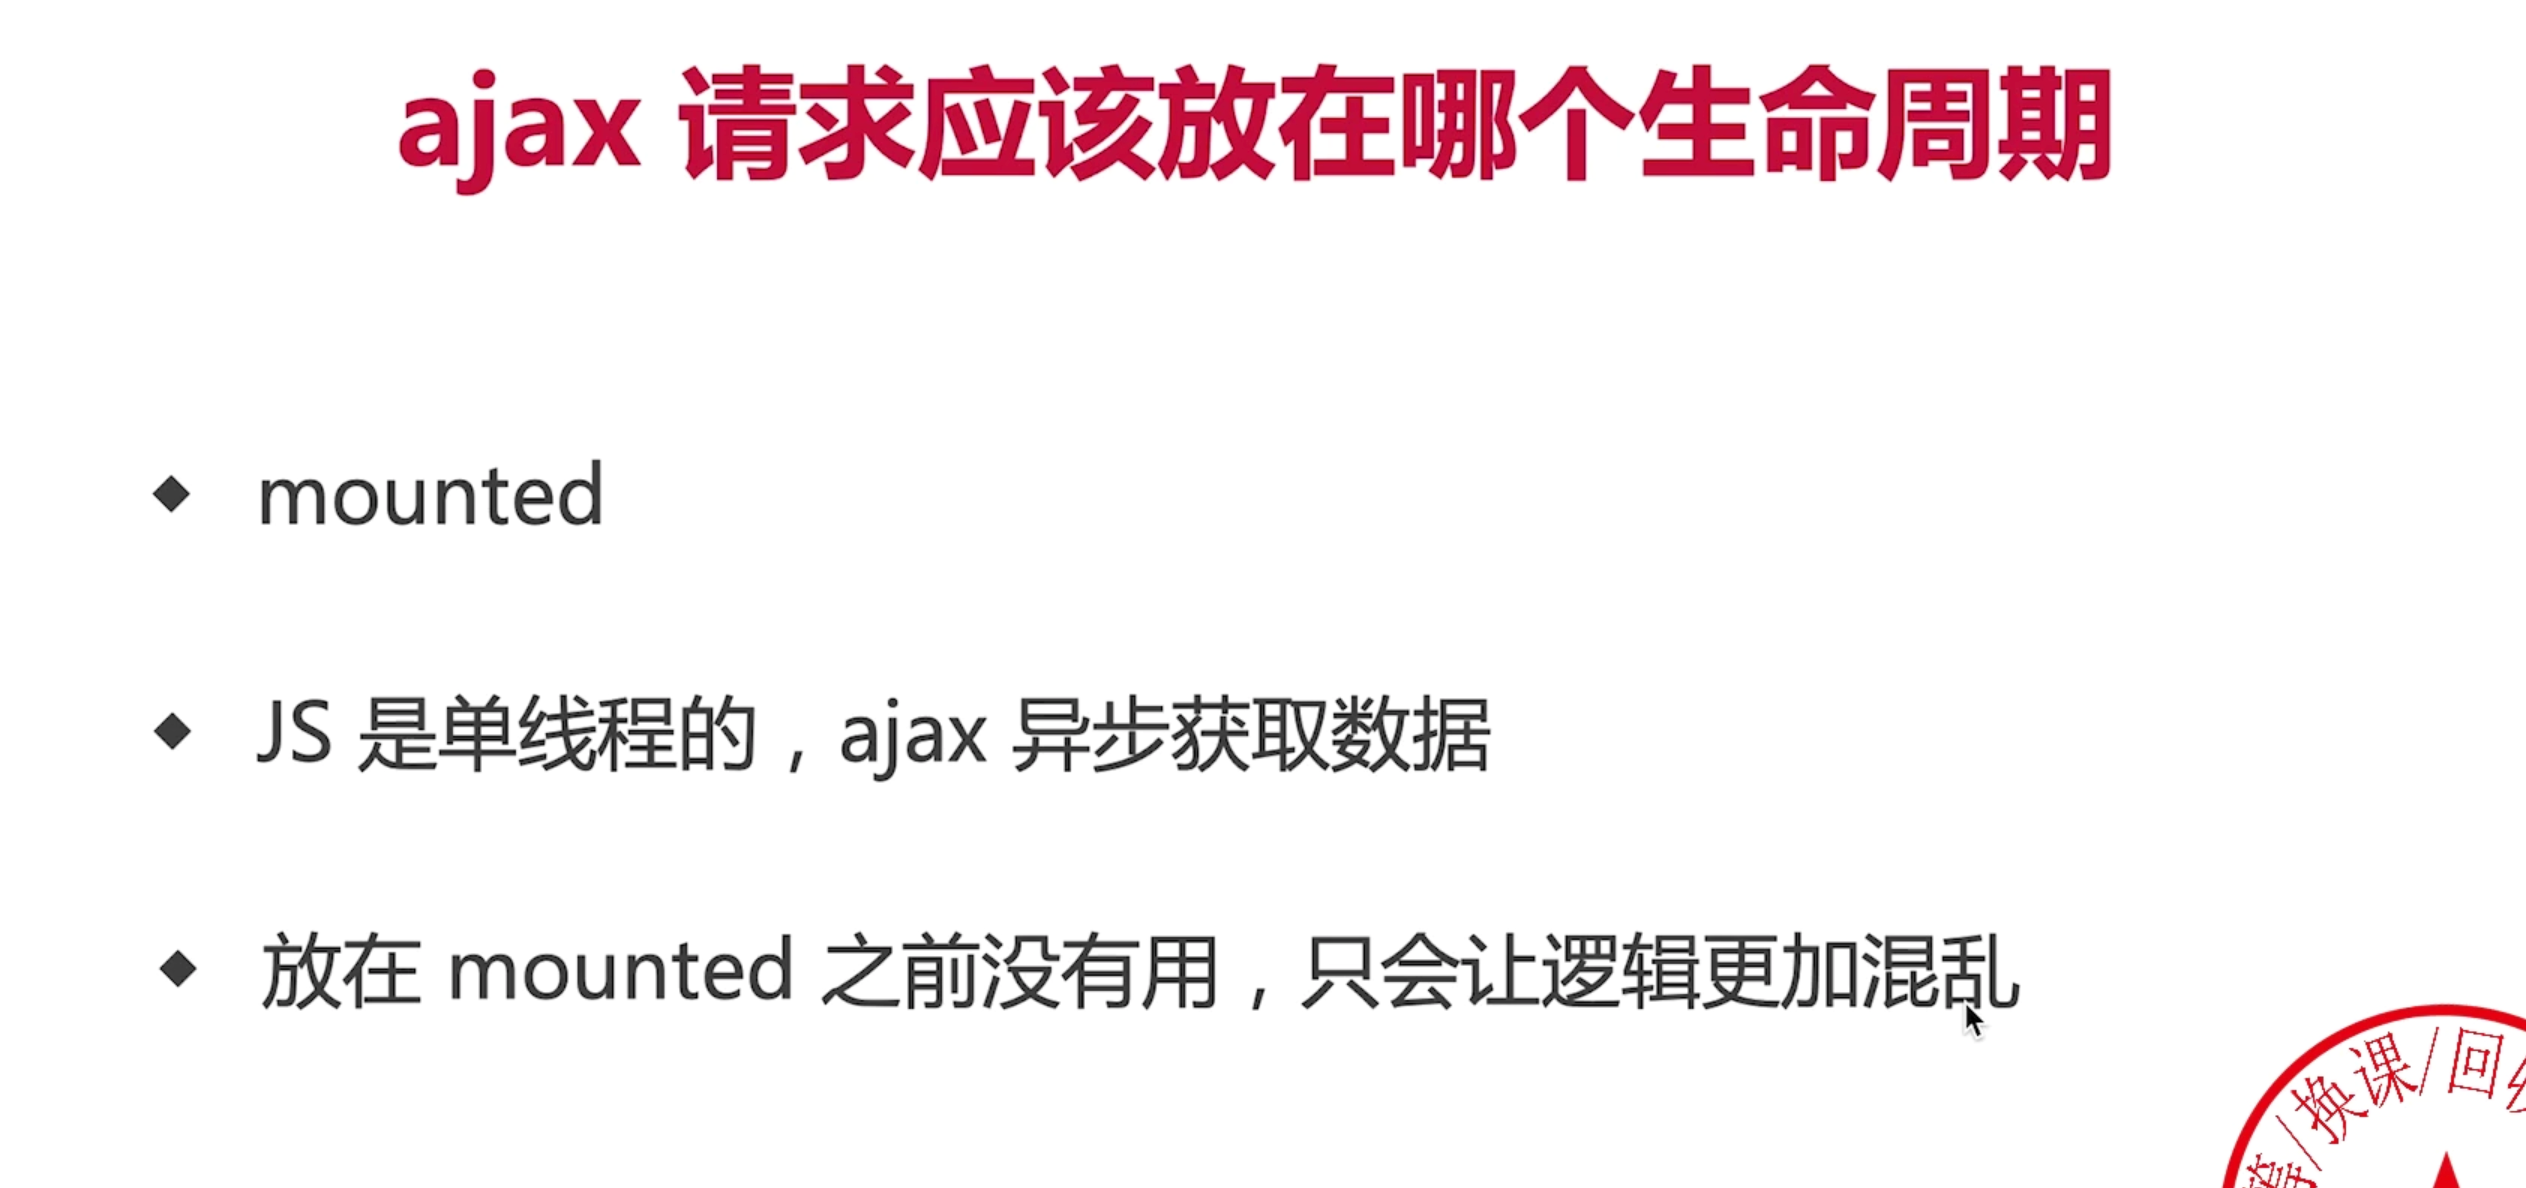 ajax 请求应该放在哪个生命周期
mounted
JS 是单线程的，ajax 异步获取数据
放在 mounted 之前没有用，只会让逻辑更加混乱
/换课/回